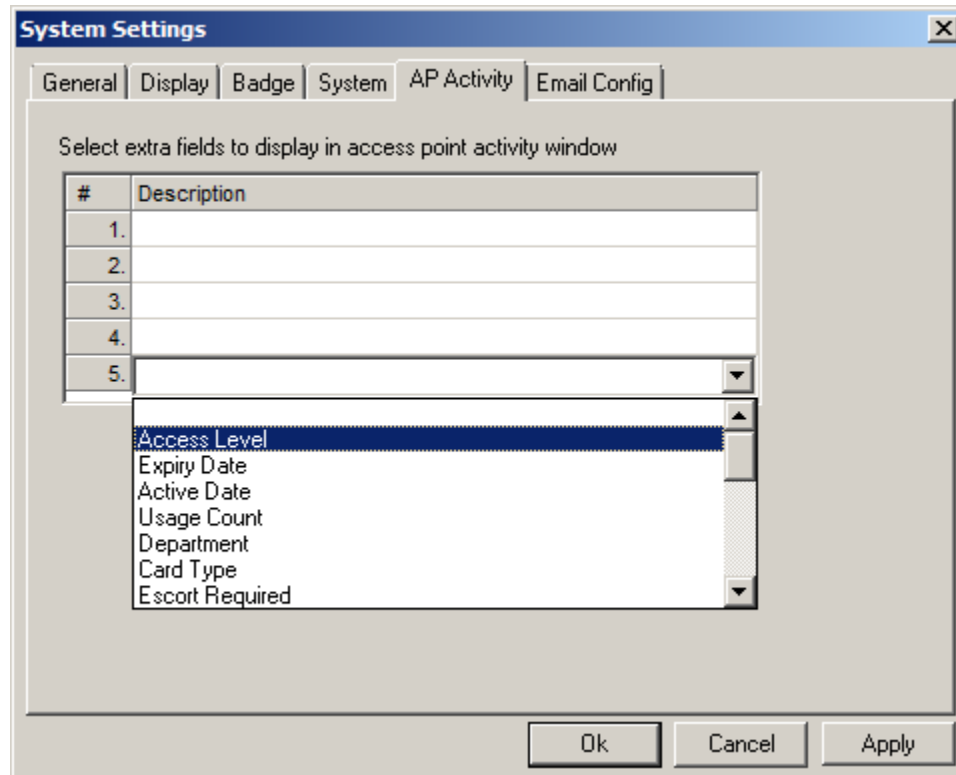 System Settings
General Display Badge System AP Activity Email Config
Select extra fields to display in access point activity window
# Description
1.
2.
3.
4.
5.
Access Level
Expiry Date
Active Date
Usage Count
Department
Card Type
Escort Required
Ok Cancel Apply